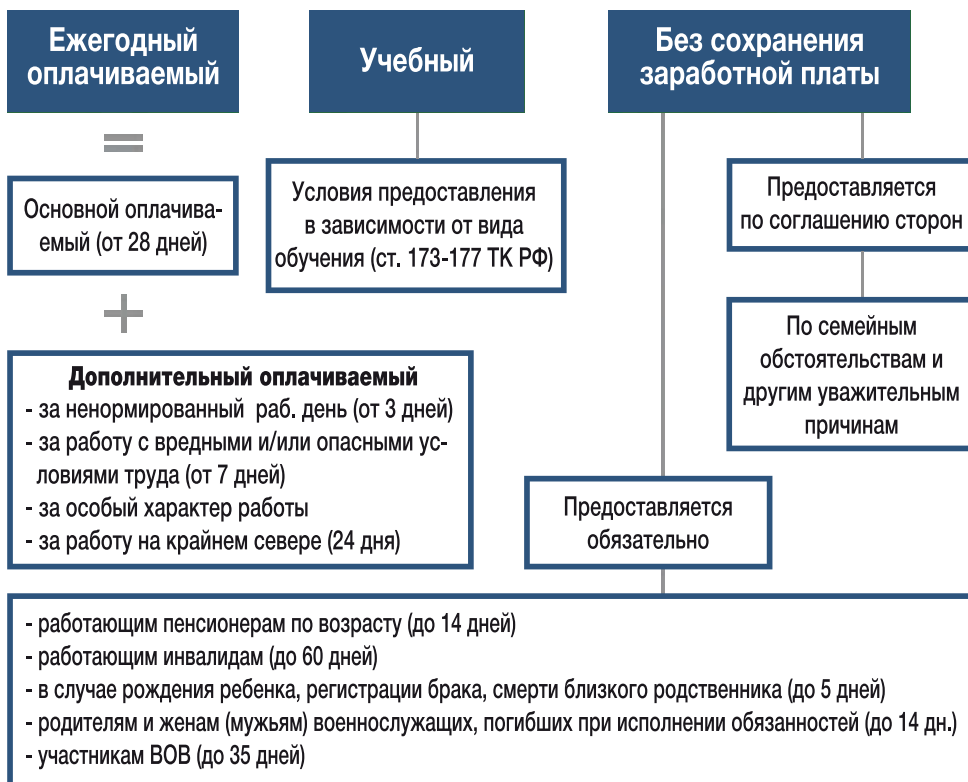 Ежегодный
оплачиваемый
=
Основной оплачива-
емый (от 28 дней)
+
Дополнительный оплачиваемый
- за ненормированный раб. день (от 3 дней)
- за работу с вредными и/или опасными ус-
ловиями труда (от 7 дней)
- за особый характер работы
- за работу на крайнем севере (24 дня)
Учебный
Условия предоставления
в зависимости от вида
обучения (ст. 173-177 ТК РФ)
Без сохранения
заработной платы
Предоставляется
по соглашению сторон
По семейным
обстоятельствам и
другим уважительным
причинам
Предоставляется
обязательно
- работающим пенсионерам по возрасту (до 14 дней)
- работающим инвалидам (до 60 дней)
- в случае рождения ребенка, регистрации брака, смерти близкого родственника (до 5 дней)
- родителям и женам (мужьям) военнослужащих, погибших при исполнении обязанностей (до 14 дн.)
- участникам ВОВ (до 35 дней)